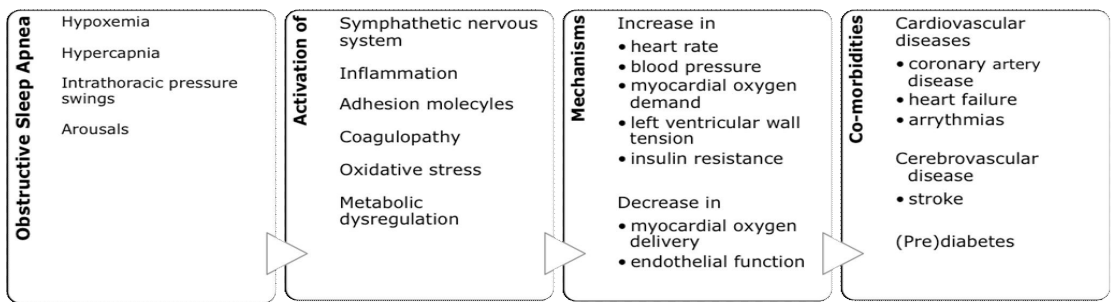 Obstructive Sleep Apnea
Hypoxemia
Hypercapnia
Intrathoracic pressure
swings
Arousals
Activation of
Symphathetic nervous
system
Inflammation
Adhesion molecyles
Coagulopathy
Oxidative stress
Metabolic
dysregulation
Mechanisms
Increase in
• heart rate
• blood pressure
• myocardial oxygen
demand
• left ventricular wall
tension
• insulin resistance
Decrease in
• myocardial oxygen
delivery
• endothelial function
Co-morbidities
Cardiovascular
diseases
• coronary artery
disease
• heart failure
• arrythmias
Cerebrovascular
disease
• stroke
(Pre)diabetes